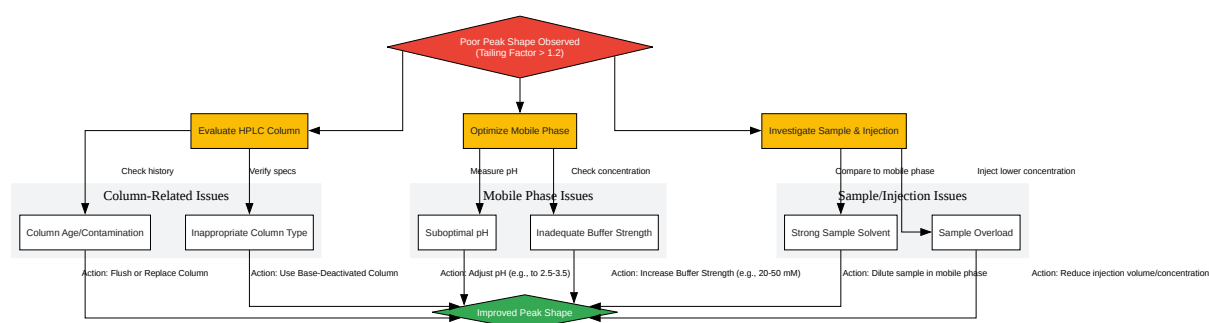 Poor Peak Shape Observed
(Tailing Factor > 1.2)
Evaluate HPLC Column
Optimize Mobile Phase
Investigate Sample & Injection
Check history
Verify specs
Measure pH
Check concentration
Compare to mobile phase
Inject lower concentration
Column-Related Issues
Mobile Phase Issues
Sample/Injection Issues
Column Age/Contamination
Inappropriate Column Type
Suboptimal pH
Inadequate Buffer Strength
Strong Sample Solvent
Sample Overload
Action: Flush or Replace Column
Action: Use Base-Deactivated Column
Action: Adjust pH (e.g., to 2.5-3.5)
Action: Increase Buffer Strength (e.g., 20-50 mM)
Action: Dilute sample in mobile phase
Action: Reduce injection volume/concentration
Improved Peak Shape